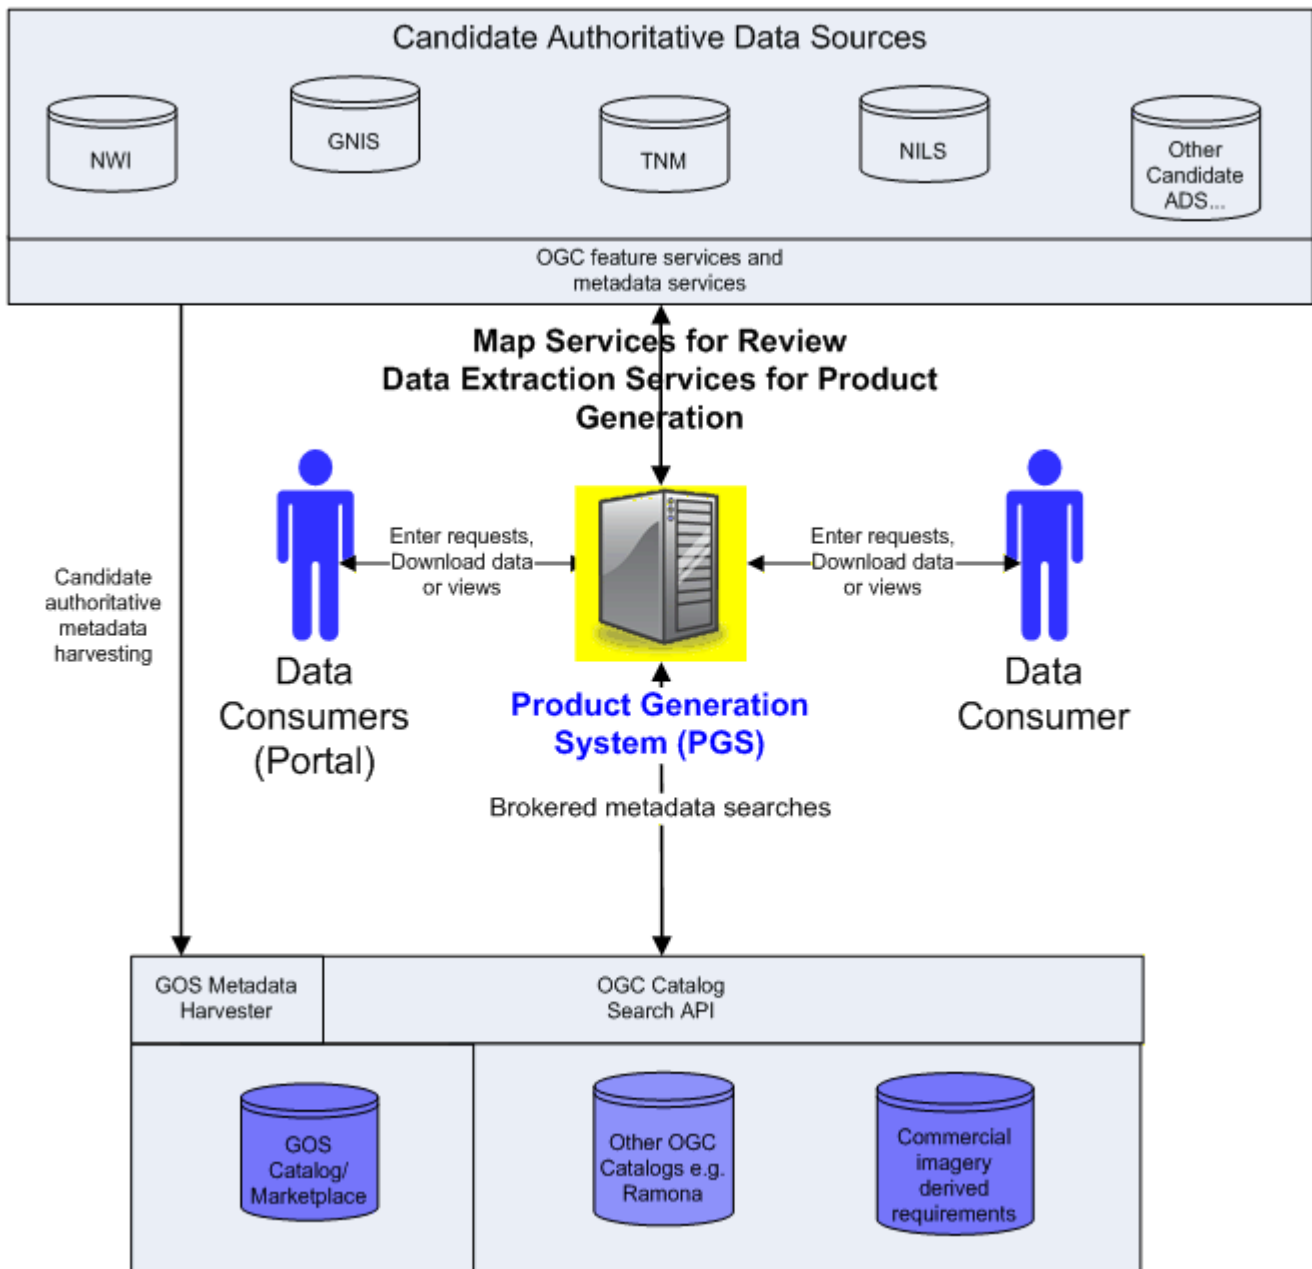 Candidate Authoritative Data Sources
NWI
GNIS
TNM
NILS
Other
Candidate
ADS...
OGC feature services and
metadata services
Map Services for Review
Data Extraction Services for Product
Generation
Candidate
authoritative
metadata
harvesting
Enter requests,
Download data
or views
Enter requests,
Download data
or views
Data
Consumers
(Portal)
Product Generation
System (PGS)
Data
Consumer
Brokered metadata searches
GOS Metadata
Harvester
OGC Catalog
Search API
GOS
Catalog/
Marketplace
Other OGC
Catalogs e.g.
Ramona
Commercial
imagery
derived
requirements